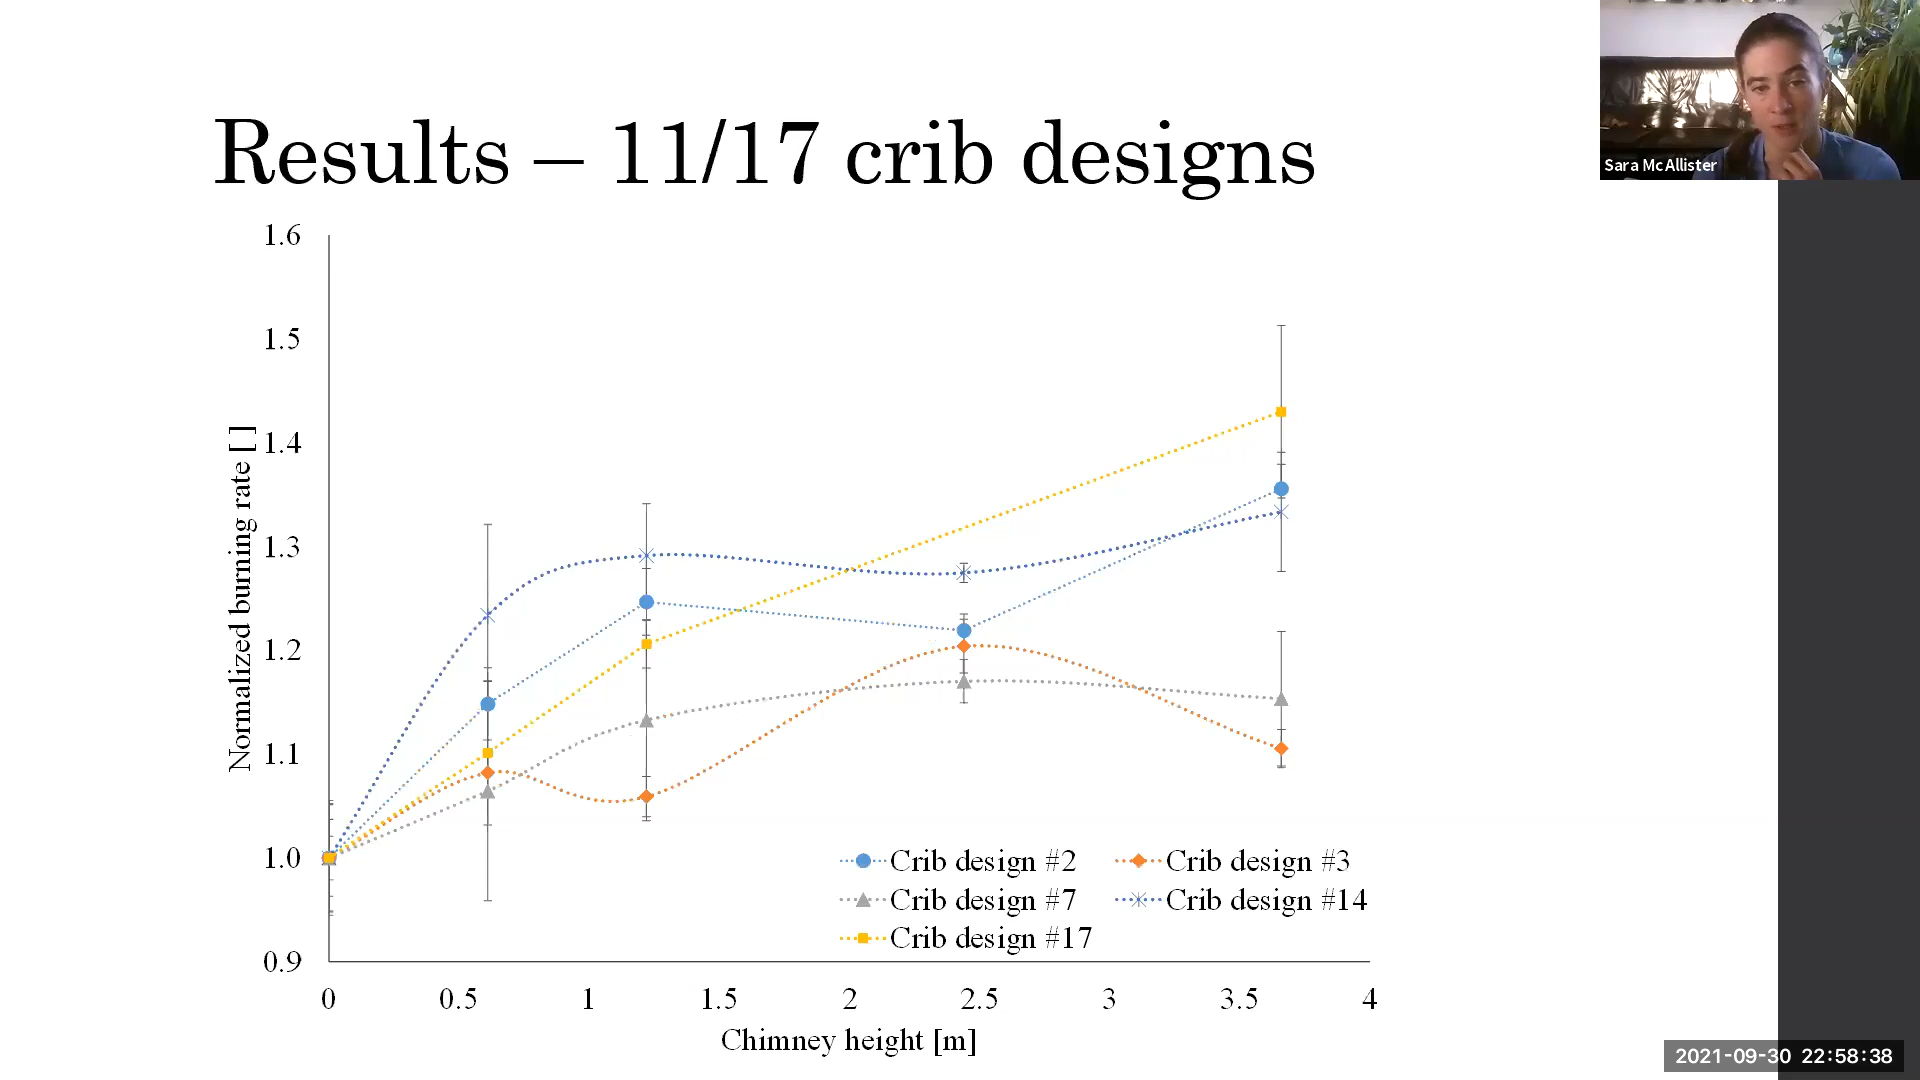 Results – 11/17 crib designs
Sara McAllister
1.6
1.5
1.4
1.3
1.2
1.1
1.0
0.9
Normalized burning rate [ ]
Crib design #2
Crib design #3
Crib design #7
Crib design #14
Crib design #17
0 0.5 1 1.5 2 2.5 3 3.5 4
Chimney height [m]
2021-09-30 22:58:38